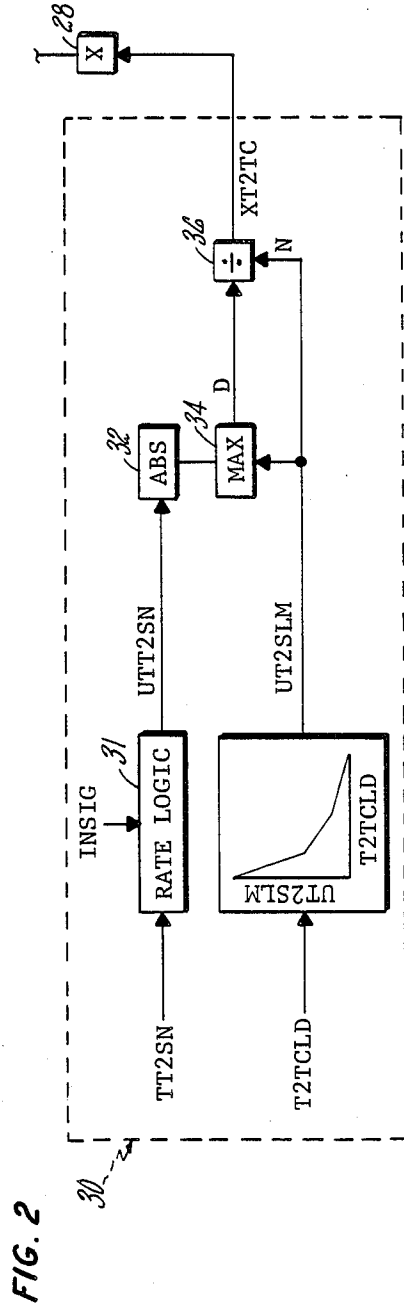 FIG. 2
30
INSIG
31
TT2SN
RATE LOGIC
UTT2SN
32
ABS
34
MAX
D
36
÷
XT2TC
28
X
N
T2TCLD
UT2SLM
T2TCLD
UT2SLM